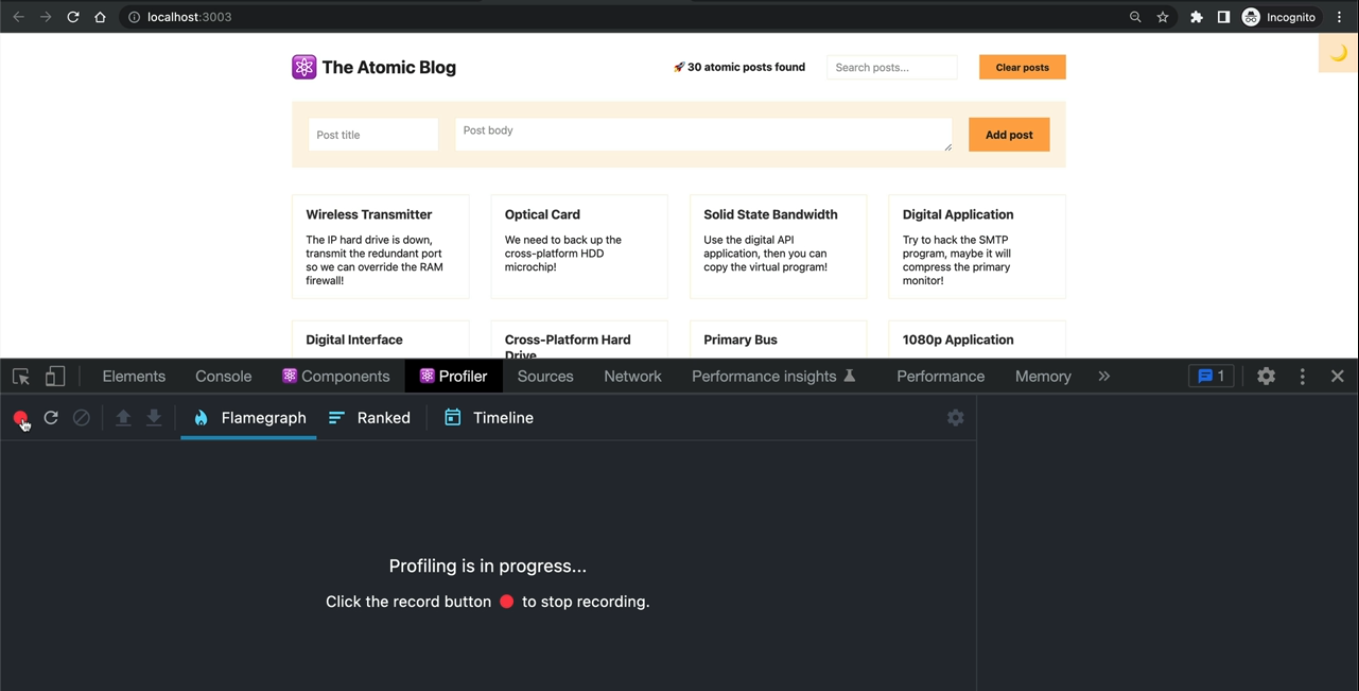 localhost:3003
Incognito
The Atomic Blog
🚀 30 atomic posts found
Search posts...
Clear posts
Post title
Post body
Add post
Wireless Transmitter
The IP hard drive is down,
transmit the redundant port
so we can override the RAM
firewall!
Optical Card
We need to back up the
cross-platform HDD
microchip!
Solid State Bandwidth
Use the digital API
application, then you can
copy the virtual program!
Digital Application
Try to hack the SMTP
program, maybe it will
compress the primary
monitor!
Digital Interface
Cross-Platform Hard
Drive
Primary Bus
1080p Application
Elements
Console
Components
Profiler
Sources
Network
Performance insights
Performance
Memory
1
Flamegraph
Ranked
Timeline
Profiling is in progress...
Click the record button 🔴 to stop recording.